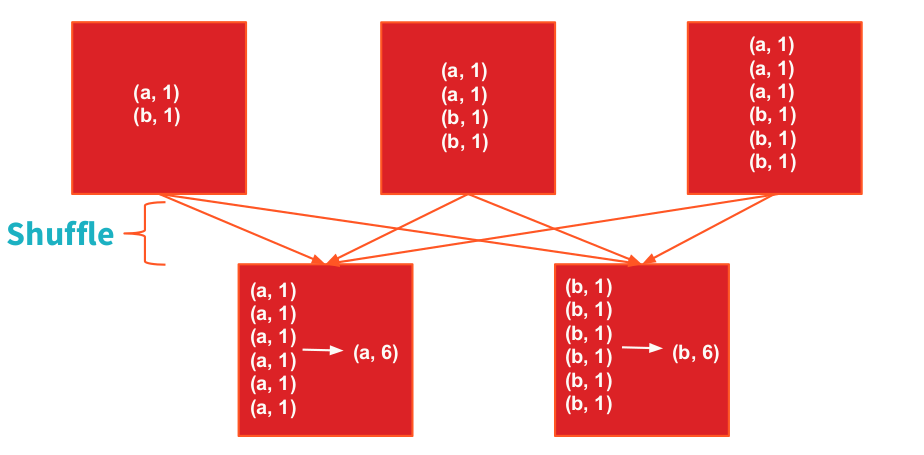 (a, 1)
(b, 1)
(a, 1)
(a, 1)
(b, 1)
(b, 1)
(a, 1)
(a, 1)
(a, 1)
(b, 1)
(b, 1)
(b, 1)
Shuffle
(a, 1)
(a, 1)
(a, 1)
(a, 1)
(a, 1)
(a, 1)
(a, 6)
(b, 1)
(b, 1)
(b, 1)
(b, 1)
(b, 1)
(b, 1)
(b, 6)